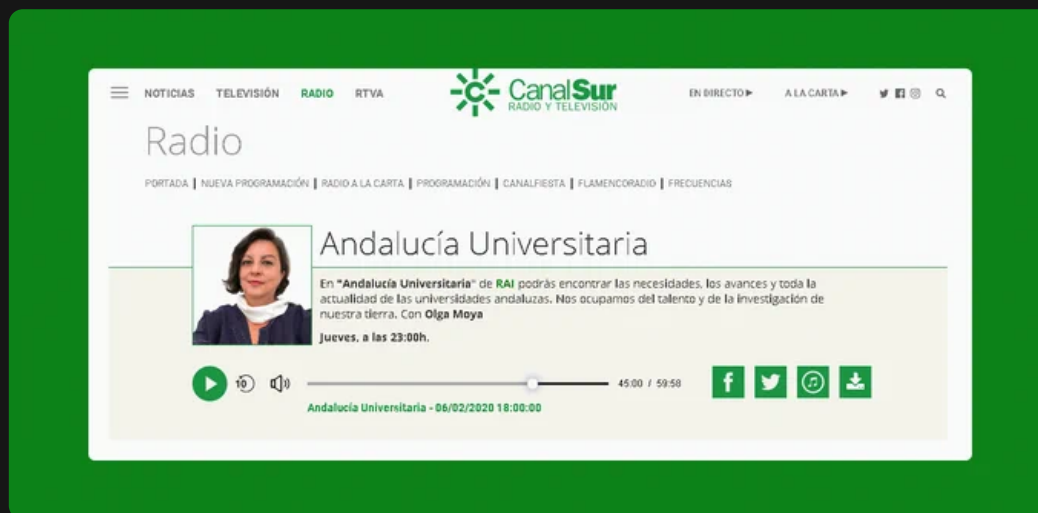 NOTICIAS TELEVISIÓN RADIO RTVA CanalSur RADIO Y TELEVISIÓN EN DIRECTO A LA CARTA
Radio
PORTADA | NUEVA PROGRAMACIÓN | RADIO A LA CARTA | PROGRAMACIÓN | CANALFIESTA | FLAMENCORADIO | FRECUENCIAS
Andalucía Universitaria
En "Andalucía Universitaria" de RAI podrás encontrar las necesidades, los avances y toda la
actualidad de las universidades andaluzas. Nos ocupamos del talento y de la investigación de
nuestra tierra. Con Olga Moya
Jueves, a las 23:00h.
10 45:00 / 59:58
Andalucía Universitaria - 06/02/2020 18:00:00